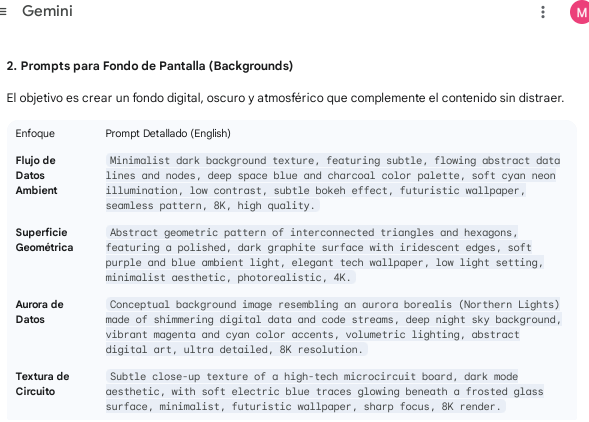 Gemini
M
2. Prompts para Fondo de Pantalla (Backgrounds)
El objetivo es crear un fondo digital, oscuro y atmosférico que complemente el contenido sin distraer.
Enfoque
Prompt Detallado (English)
Flujo de
Datos
Ambient
Minimalist dark background texture, featuring subtle, flowing abstract data
lines and nodes, deep space blue and charcoal color palette, soft cyan neon
illumination, low contrast, subtle bokeh effect, futuristic wallpaper,
seamless pattern, 8K, high quality.
Superficie
Geométrica
Abstract geometric pattern of interconnected triangles and hexagons,
featuring a polished, dark graphite surface with iridescent edges, soft
purple and blue ambient light, elegant tech wallpaper, low light setting,
minimalist aesthetic, photorealistic, 4K.
Aurora de
Datos
Conceptual background image resembling an aurora borealis (Northern Lights)
made of shimmering digital data and code streams, deep night sky background,
vibrant magenta and cyan color accents, volumetric lighting, abstract
digital art, ultra detailed, 8K resolution.
Textura de
Circuito
Subtle close-up texture of a high-tech microcircuit board, dark mode
aesthetic, with soft electric blue traces glowing beneath a frosted glass
surface, minimalist, futuristic wallpaper, sharp focus, 8K render.